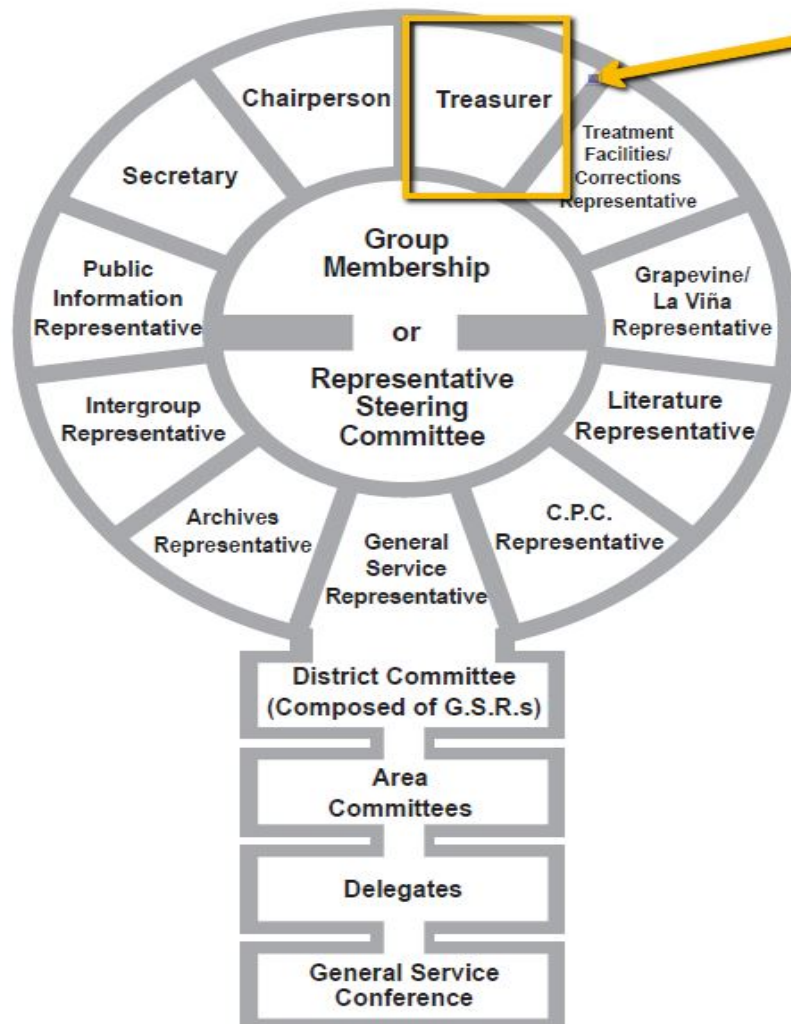 Chairperson
Treasurer
Secretary
Treatment
Facilities/
Corrections
Representative
Group
Membership
Public
Information
Representative
Grapevine/
La Viña
Representative
or
Representative
Steering
Committee
Intergroup
Representative
Literature
Representative
Archives
Representative
General
Service
Representative
C.P.C.
Representative
District Committee
(Composed of G.S.R.s)
Area
Committees
Delegates
General Service
Conference